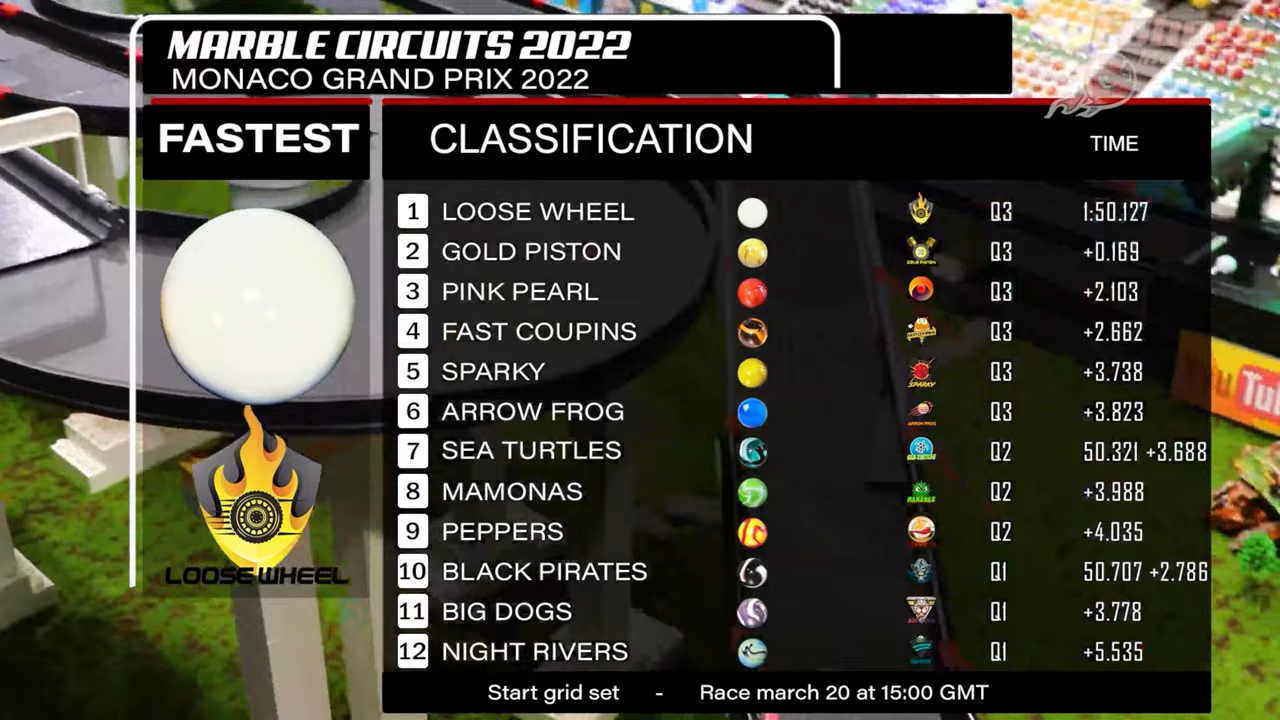 MARBLE CIRCUITS 2022
MONACO GRAND PRIX 2022
FASTEST
CLASSIFICATION TIME
1 LOOSE WHEEL Q3 1:50.127
2 GOLD PISTON GOLD PISTON Q3 +0.169
3 PINK PEARL Q3 +2.103
4 FAST COUPINS Q3 +2.662
5 SPARKY SPARKY Q3 +3.738
6 ARROW FROG ARROW FROG Q3 +3.823
7 SEA TURTLES Q2 50.321 +3.688
8 MAMONAS Q2 +3.988
9 PEPPERS Q2 +4.035
10 BLACK PIRATES Q1 50.707 +2.786
11 BIG DOGS Q1 +3.778
12 NIGHT RIVERS Q1 +5.535
LOOSE WHEEL
Start grid set - Race march 20 at 15:00 GMT